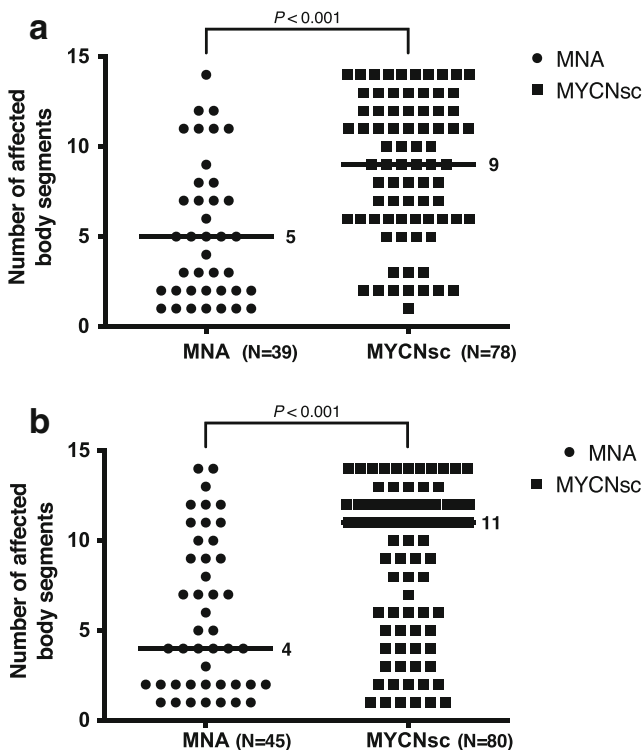 a
P < 0.001
MNA
MYCNsc
Number of affected
body segments
15
10
5
0
5
9
MNA (N=39)
MYCNsc (N=78)
b
P < 0.001
MNA
MYCNsc
Number of affected
body segments
15
10
5
0
4
11
MNA (N=45)
MYCNsc (N=80)